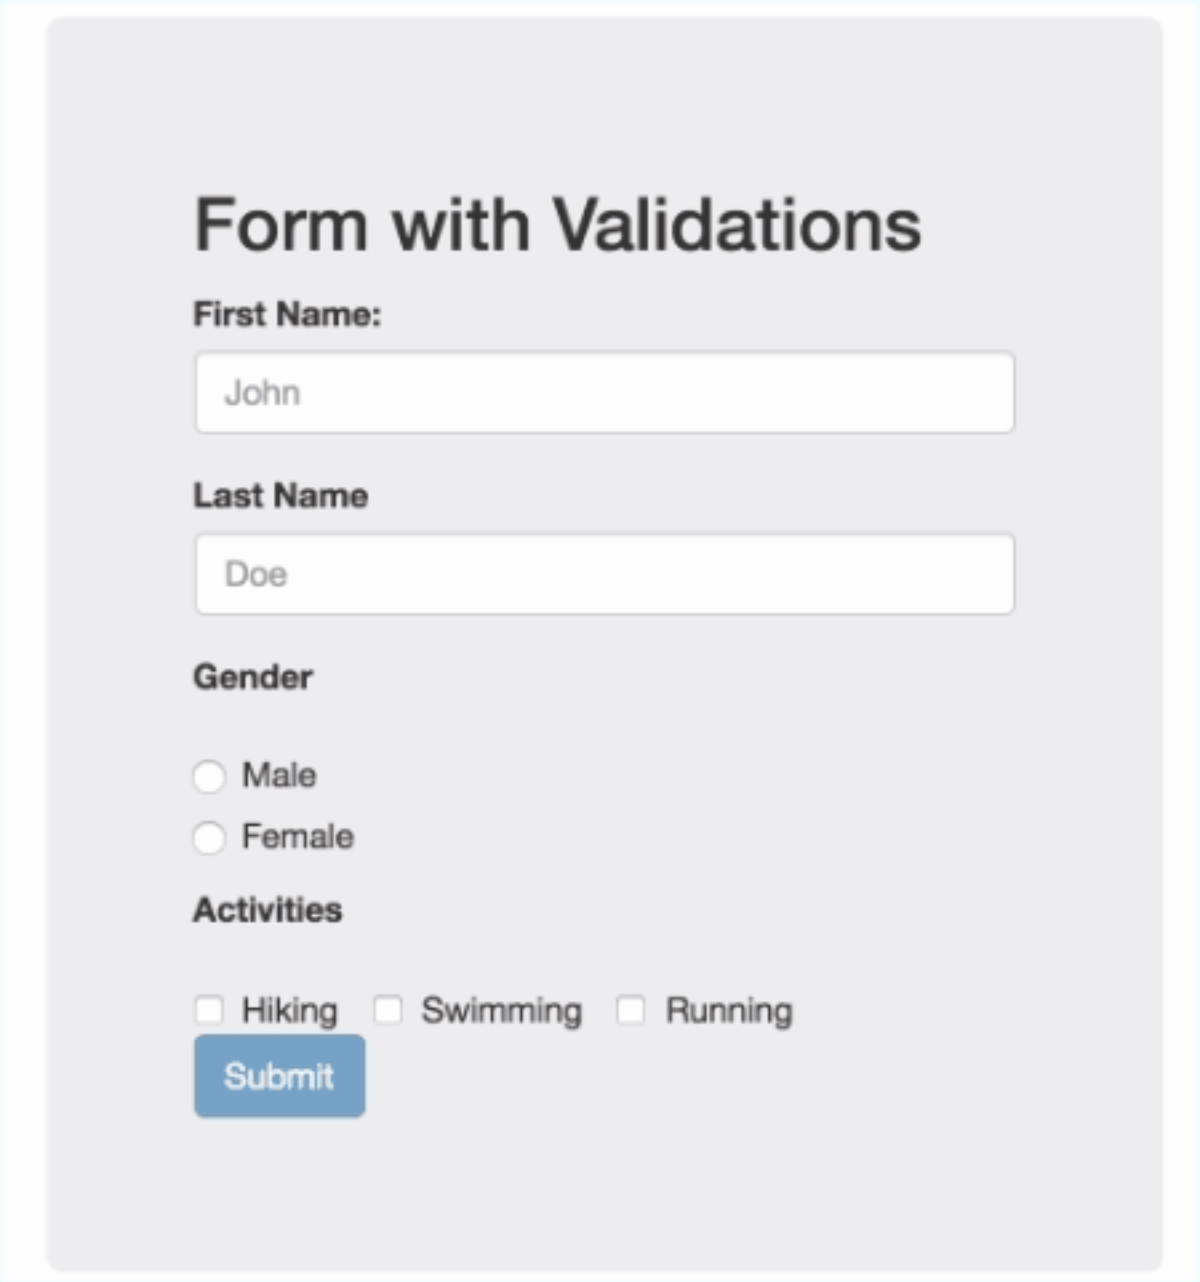 Form with Validations
First Name:
John
Last Name
Doe
Gender
Male
Female
Activities
Hiking Swimming Running
Submit